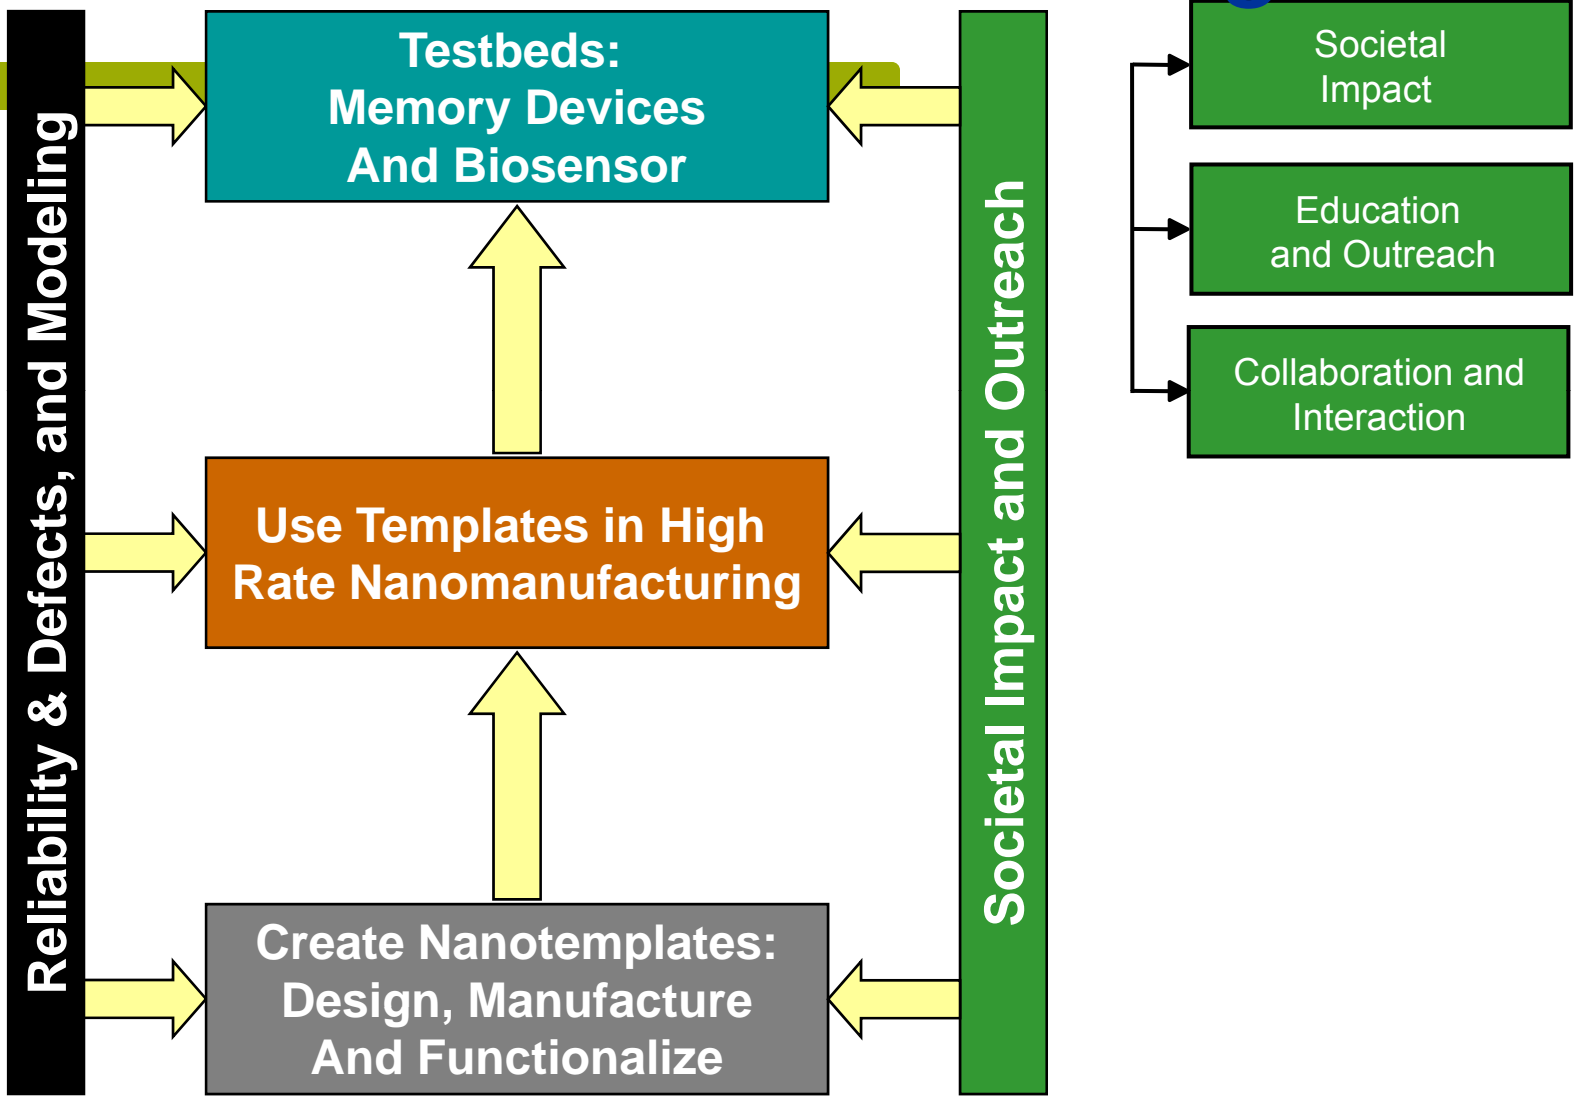 Reliability & Defects, and Modeling
Testbeds:
Memory Devices
And Biosensor
Use Templates in High
Rate Nanomanufacturing
Create Nanotemplates:
Design, Manufacture
And Functionalize
Societal Impact and Outreach
Societal
Impact
Education
and Outreach
Collaboration and
Interaction